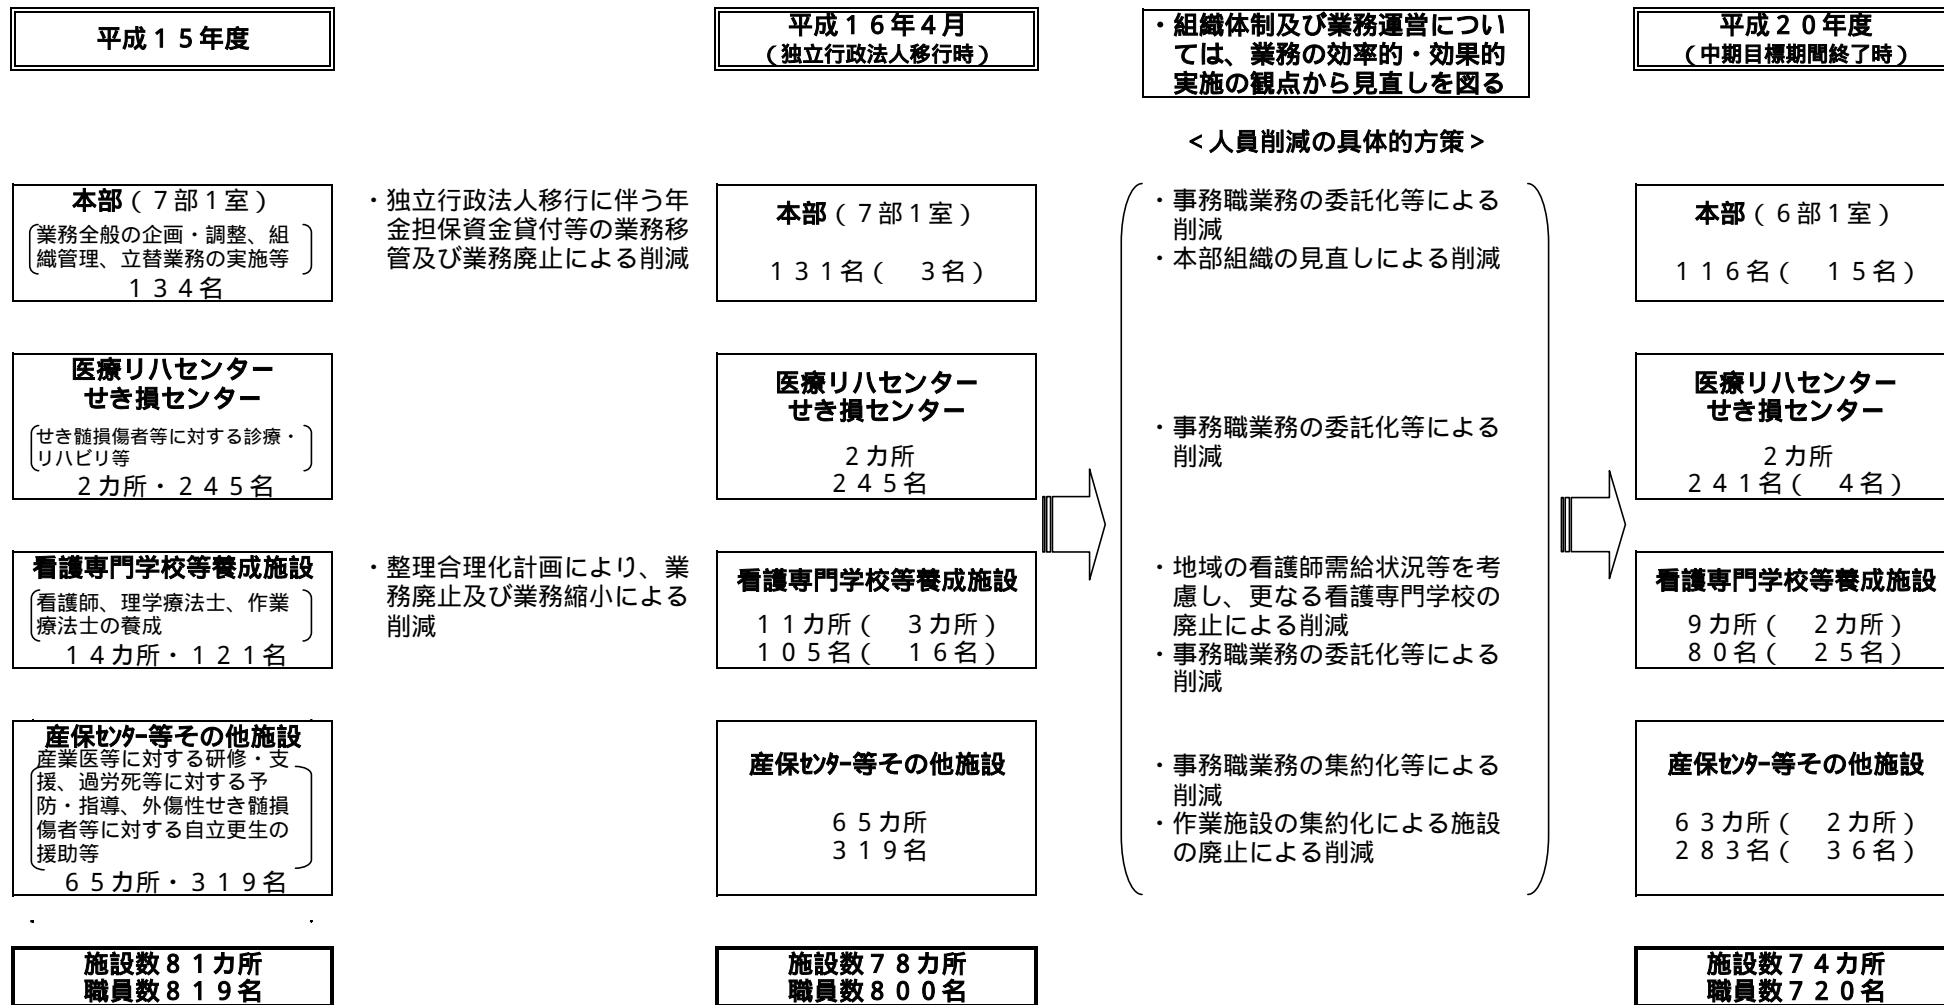 平成１５年度
平成１６年４月
（独立行政法人移行時）
・組織体制及び業務運営につい
ては、業務の効率的・効果的
実施の観点から見直しを図る
平成２０年度
（中期目標期間終了時）
＜人員削減の具体的方策＞
本部（７部１室）
業務全般の企画・調整、組
織管理、立替業務の実施等
１３４名
・独立行政法人移行に伴う年
金担保資金貸付等の業務移
管及び業務廃止による削減
本部（７部１室）
１３１名（　３名）
・事務職業務の委託化等による
削減
・本部組織の見直しによる削減
本部（６部１室）
１１６名（　１５名）
医療リハセンター
せき損センター
せき髄損傷者等に対する診療・
リハビリ等
２カ所・２４５名
医療リハセンター
せき損センター
２カ所
２４５名
・事務職業務の委託化等による
削減
医療リハセンター
せき損センター
２カ所
２４１名（　４名）
看護専門学校等養成施設
看護師、理学療法士、作業
療法士の養成
１４カ所・１２１名
・整理合理化計画により、業
務廃止及び業務縮小による
削減
看護専門学校等養成施設
１１カ所（　３カ所）
１０５名（　１６名）
・地域の看護師需給状況等を考
慮し、更なる看護専門学校の
廃止による削減
・事務職業務の委託化等による
削減
看護専門学校等養成施設
９カ所（　２カ所）
８０名（　２５名）
産保ｾﾝﾀｰ等その他施設
産業医等に対する研修・支
援、過労死等に対する予
防・指導、外傷性せき髄損
傷者等に対する自立更生の
援助等
６５カ所・３１９名
産保ｾﾝﾀｰ等その他施設
６５カ所
３１９名
・事務職業務の集約化等による
削減
・作業施設の集約化による施設
の廃止による削減
産保ｾﾝﾀｰ等その他施設
６３カ所（　２カ所）
２８３名（　３６名）
施設数８１カ所
職員数８１９名
施設数７８カ所
職員数８００名
施設数７４カ所
職員数７２０名